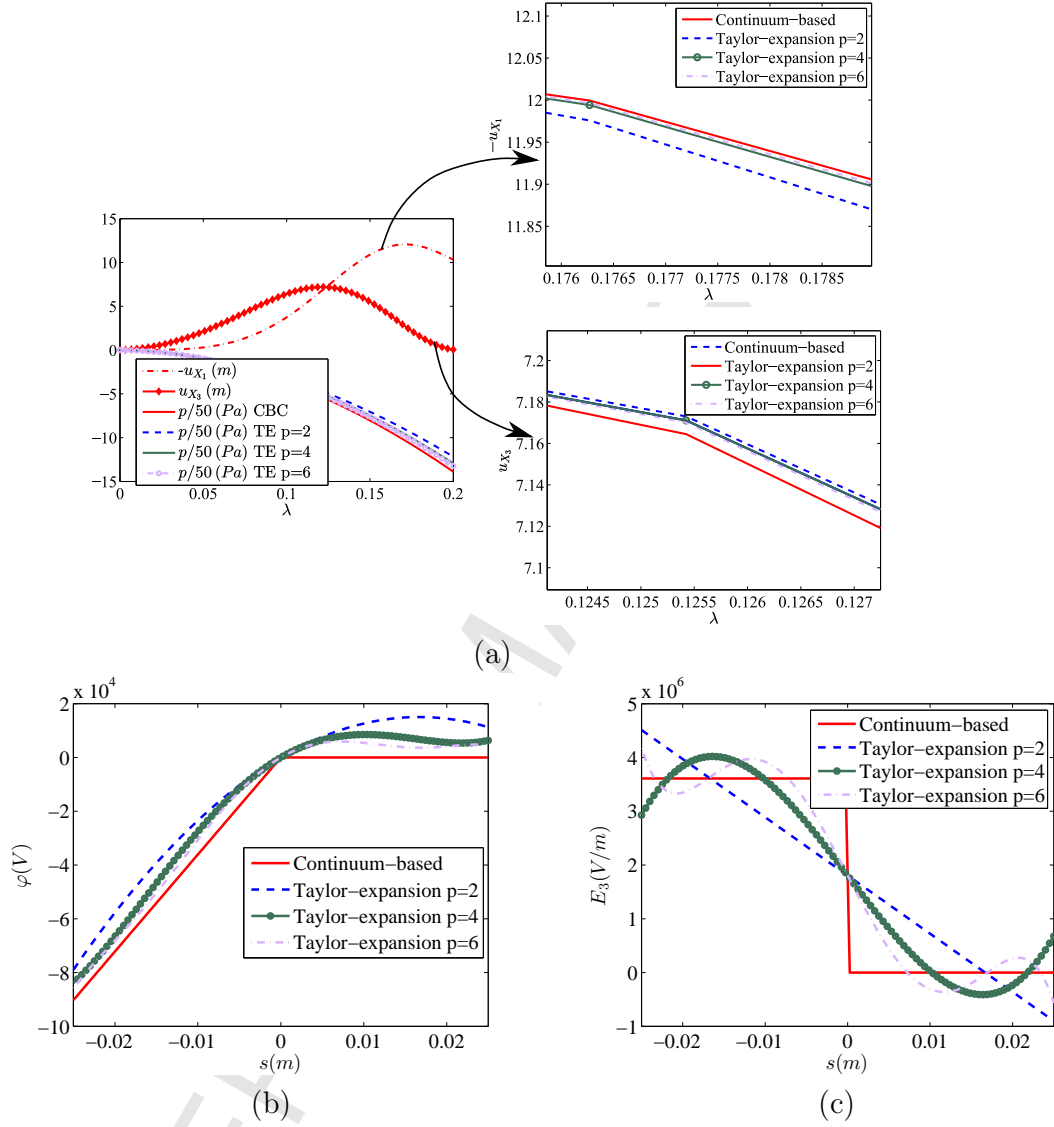 12.1
12.05
12
11.95
11.9
11.85
−u_{X_1}
0.176 0.1765 0.177 0.1775 0.178 0.1785
λ
Continuum−based
Taylor−expansion p=2
Taylor−expansion p=4
Taylor−expansion p=6
15
10
5
0
−5
−10
−15
0 0.05 0.1 0.15 0.2
λ
-u_{X_1} (m)
u_{X_3} (m)
p/50 (Pa) CBC
p/50 (Pa) TE p=2
p/50 (Pa) TE p=4
p/50 (Pa) TE p=6
7.2
7.18
7.16
7.14
7.12
7.1
u_{X_3}
0.1245 0.125 0.1255 0.126 0.1265 0.127
λ
Continuum−based
Taylor−expansion p=2
Taylor−expansion p=4
Taylor−expansion p=6
(a)
x 10^4
2
0
−2
−4
−6
−8
−10
φ(V)
−0.02 −0.01 0 0.01 0.02
s(m)
Continuum−based
Taylor−expansion p=2
Taylor−expansion p=4
Taylor−expansion p=6
(b)
x 10^6
5
4
3
2
1
0
−1
E_3(V/m)
−0.02 −0.01 0 0.01 0.02
s(m)
Continuum−based
Taylor−expansion p=2
Taylor−expansion p=4
Taylor−expansion p=6
(c)